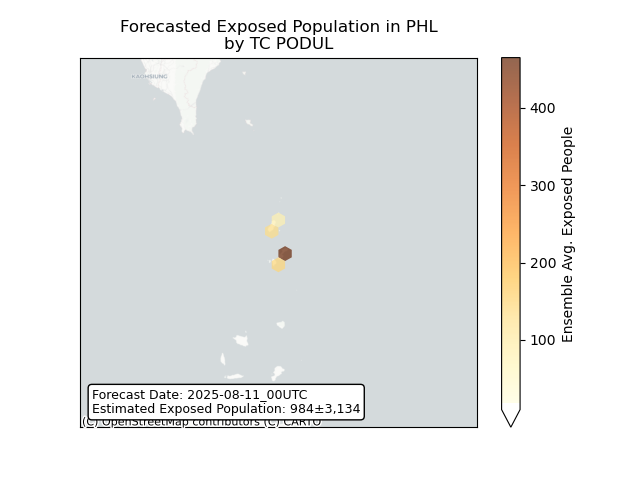 Forecasted Exposed Population in PHL
by TC PODUL
KAOHSIUNG
400
300
200
100
Ensemble Avg. Exposed People
Forecast Date: 2025-08-11_00UTC
Estimated Exposed Population: 984±3,134
(C) OpenStreetMap contributors (C) CARTO